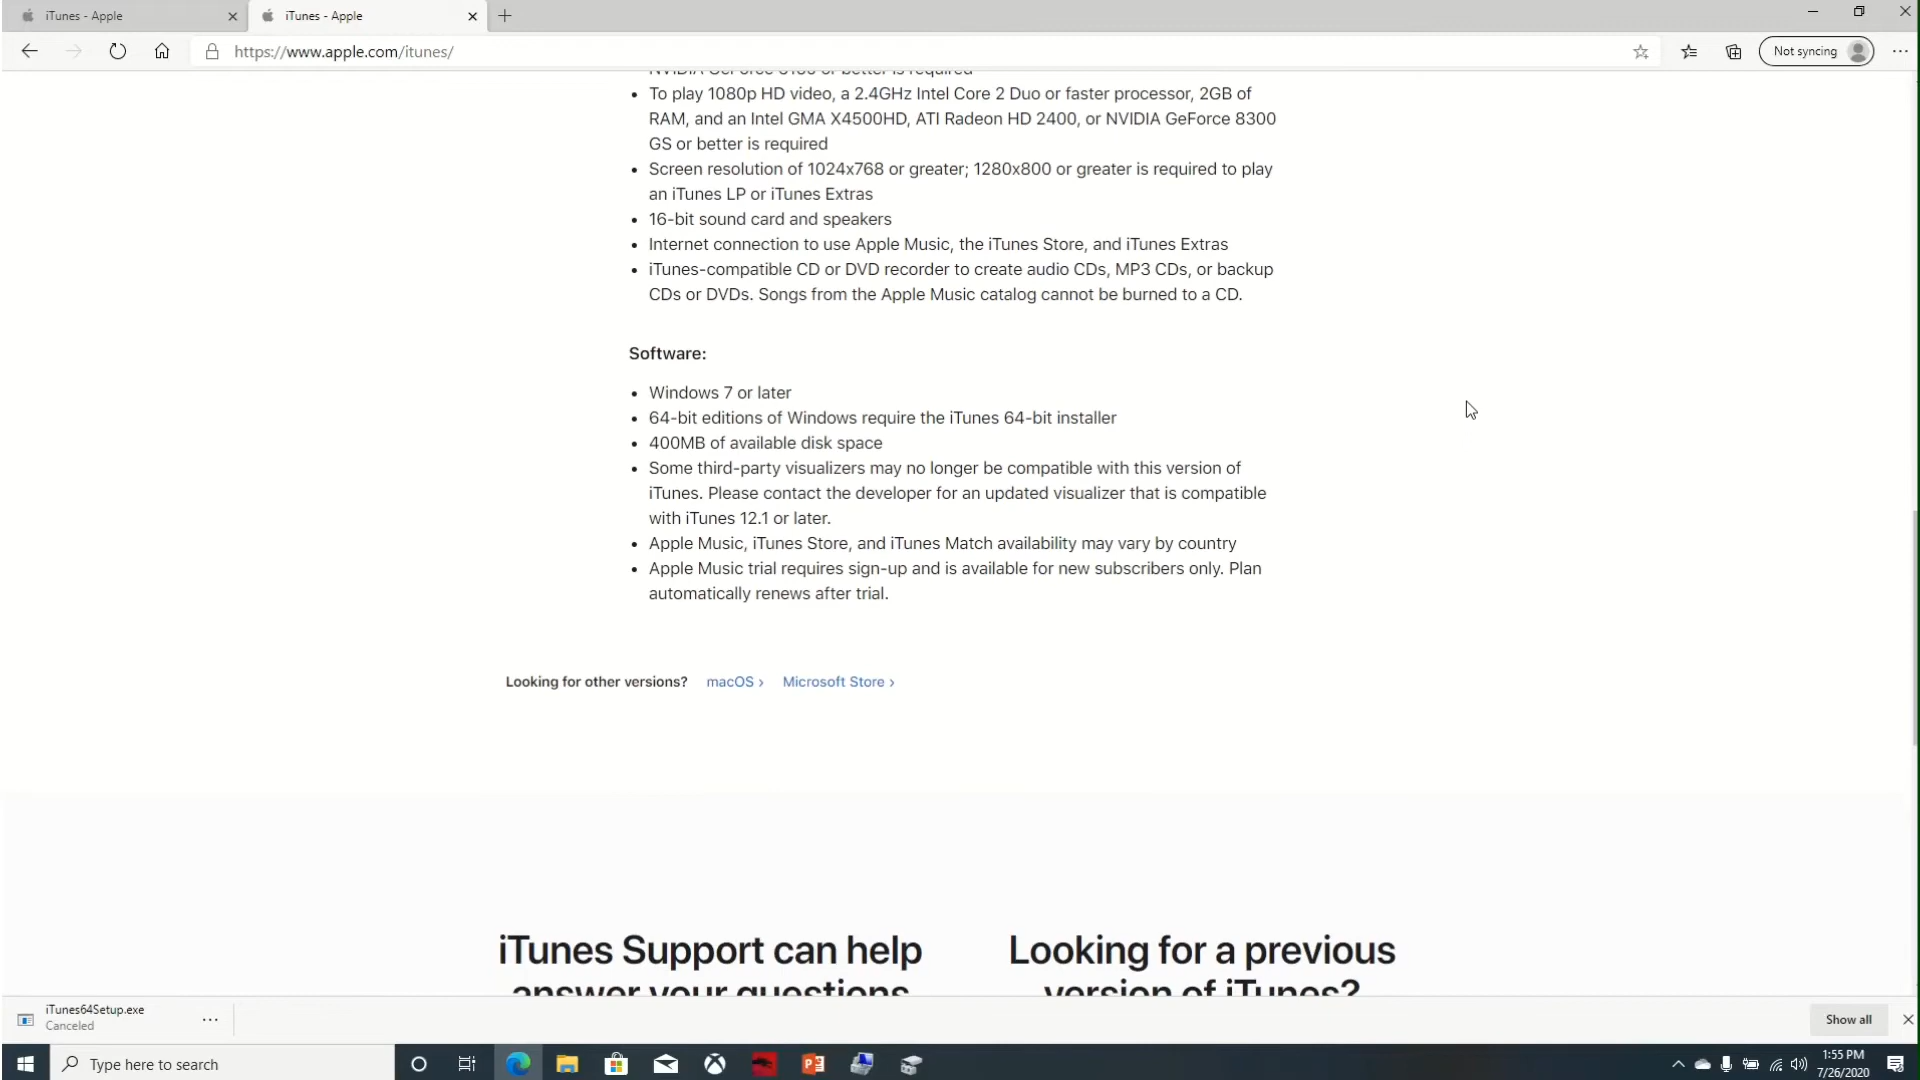 iTunes - Apple
iTunes - Apple
https://www.apple.com/itunes/
Not syncing
To play 1080p HD video, a 2.4GHz Intel Core 2 Duo or faster processor, 2GB of
RAM, and an Intel GMA X4500HD, ATI Radeon HD 2400, or NVIDIA GeForce 8300
GS or better is required
Screen resolution of 1024x768 or greater; 1280x800 or greater is required to play
an iTunes LP or iTunes Extras
16-bit sound card and speakers
Internet connection to use Apple Music, the iTunes Store, and iTunes Extras
iTunes-compatible CD or DVD recorder to create audio CDs, MP3 CDs, or backup
CDs or DVDs. Songs from the Apple Music catalog cannot be burned to a CD.
Software:
Windows 7 or later
64-bit editions of Windows require the iTunes 64-bit installer
400MB of available disk space
Some third-party visualizers may no longer be compatible with this version of
iTunes. Please contact the developer for an updated visualizer that is compatible
with iTunes 12.1 or later.
Apple Music, iTunes Store, and iTunes Match availability may vary by country
Apple Music trial requires sign-up and is available for new subscribers only. Plan
automatically renews after trial.
Looking for other versions? macOS › Microsoft Store ›
iTunes Support can help
answer your questions
Looking for a previous
version of iTunes?
iTunes64Setup.exe
Canceled
Show all
Type here to search
1:55 PM
7/26/2020